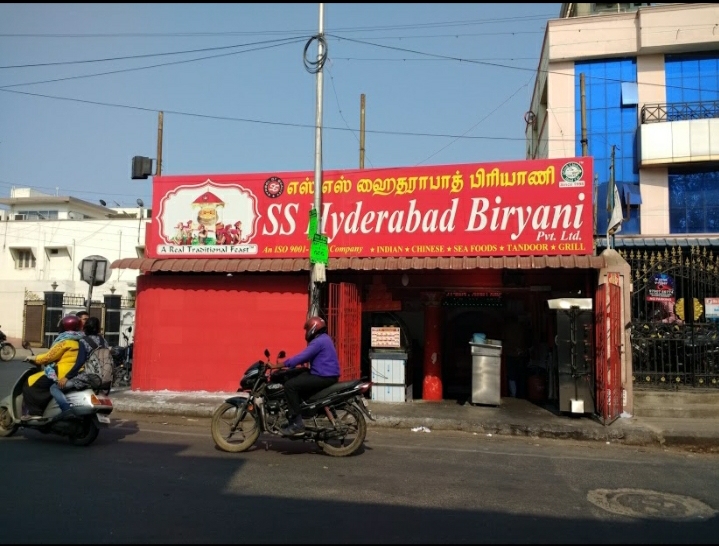 எஸ்எஸ் ஹைதராபாத் பிரியாணி
SS Hyderabad Biryani
Pvt. Ltd.
A Real Traditional Feast
An ISO 9001- Company ★ INDIAN ★ CHINESE ★ SEA FOODS ★ TANDOOR ★ GRILL